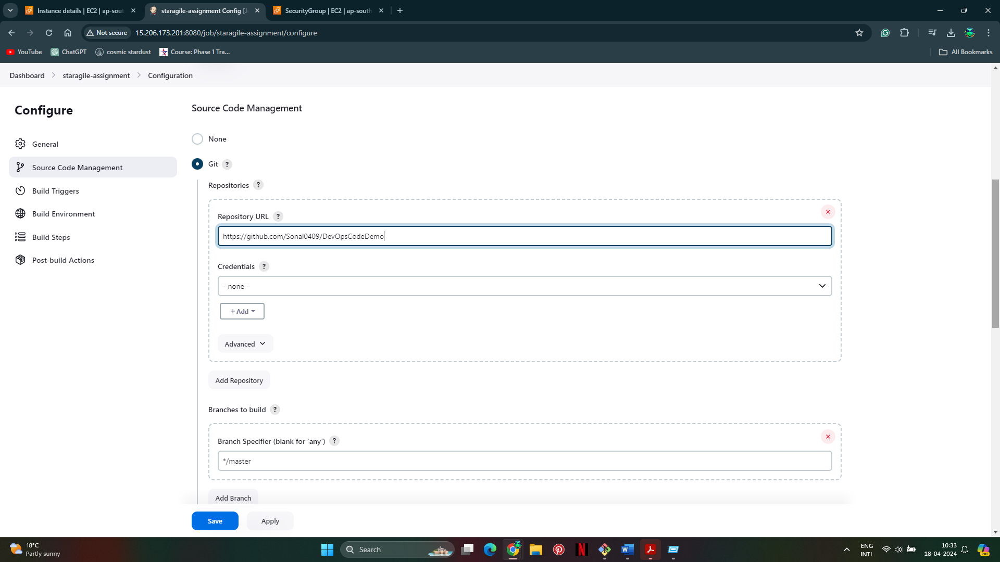 Instance details | EC2 | ap-sout
staragile-assignment Config [J
SecurityGroup | EC2 | ap-south
Not secure
15.206.173.201:8080/job/staragile-assignment/configure
YouTube
ChatGPT
cosmic stardust
Course: Phase 1 Tra...
All Bookmarks
Dashboard
staragile-assignment
Configuration
Configure
General
Source Code Management
Build Triggers
Build Environment
Build Steps
Post-build Actions
Source Code Management
None
Git ?
Repositories ?
Repository URL ?
https://github.com/Sonal0409/DevOpsCodeDemo
Credentials ?
- none -
+ Add
Advanced
Add Repository
Branches to build ?
Branch Specifier (blank for 'any') ?
*/master
Add Branch
Save
Apply
18°C
Partly sunny
Search
ENG
INTL
10:33
18-04-2024
PRE